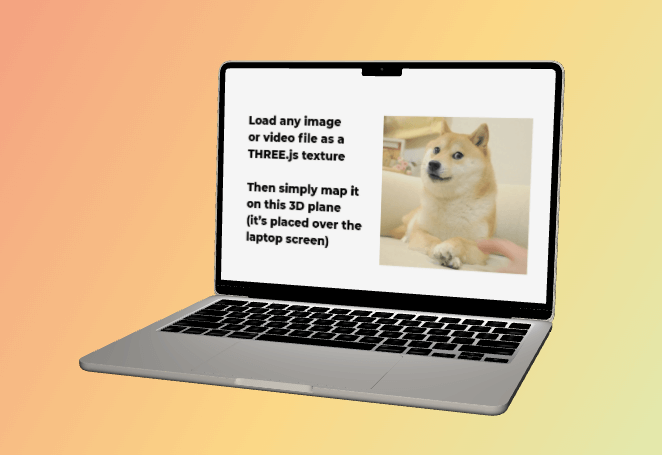 Load any image
or video file as a
THREE.js texture
Then simply map it
on this 3D plane
(it's placed over the
laptop screen)